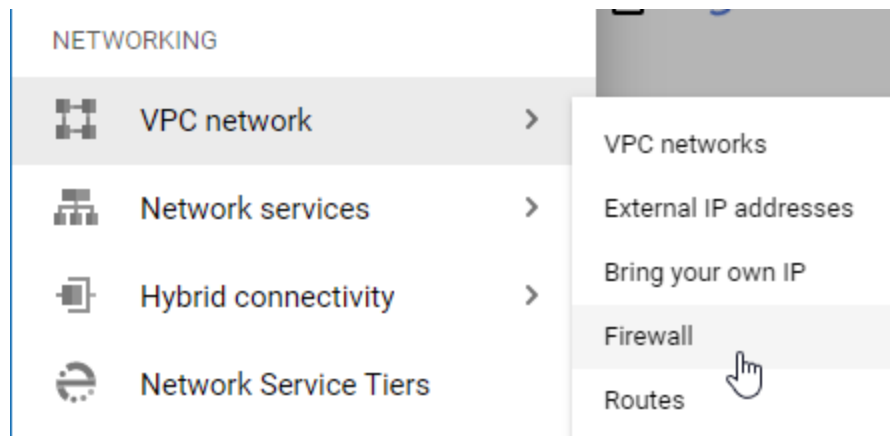 NETWORKING
VPC network
Network services
Hybrid connectivity
Network Service Tiers
VPC networks
External IP addresses
Bring your own IP
Firewall
Routes